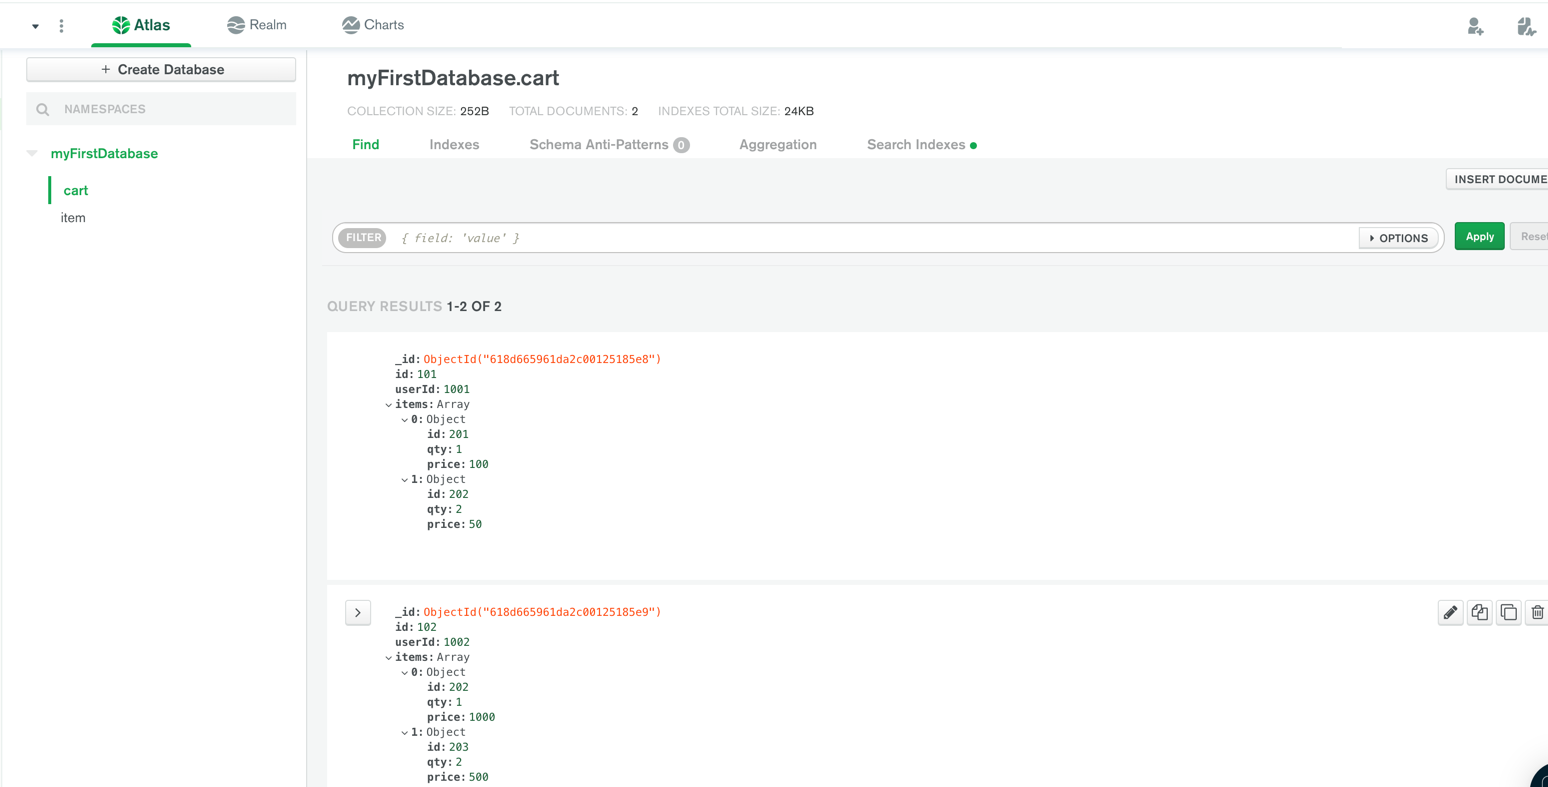 Atlas Realm Charts
+ Create Database
NAMESPACES
myFirstDatabase
cart
item
myFirstDatabase.cart
COLLECTION SIZE: 252B TOTAL DOCUMENTS: 2 INDEXES TOTAL SIZE: 24KB
Find Indexes Schema Anti-Patterns 0 Aggregation Search Indexes
INSERT DOCUME
FILTER { field: 'value' } OPTIONS Apply Reset
QUERY RESULTS 1-2 OF 2
_id: ObjectId("618d665961da2c00125185e8")
id: 101
userId: 1001
items: Array
0: Object
id: 201
qty: 1
price: 100
1: Object
id: 202
qty: 2
price: 50
_id: ObjectId("618d665961da2c00125185e9")
id: 102
userId: 1002
items: Array
0: Object
id: 202
qty: 1
price: 1000
1: Object
id: 203
qty: 2
price: 500